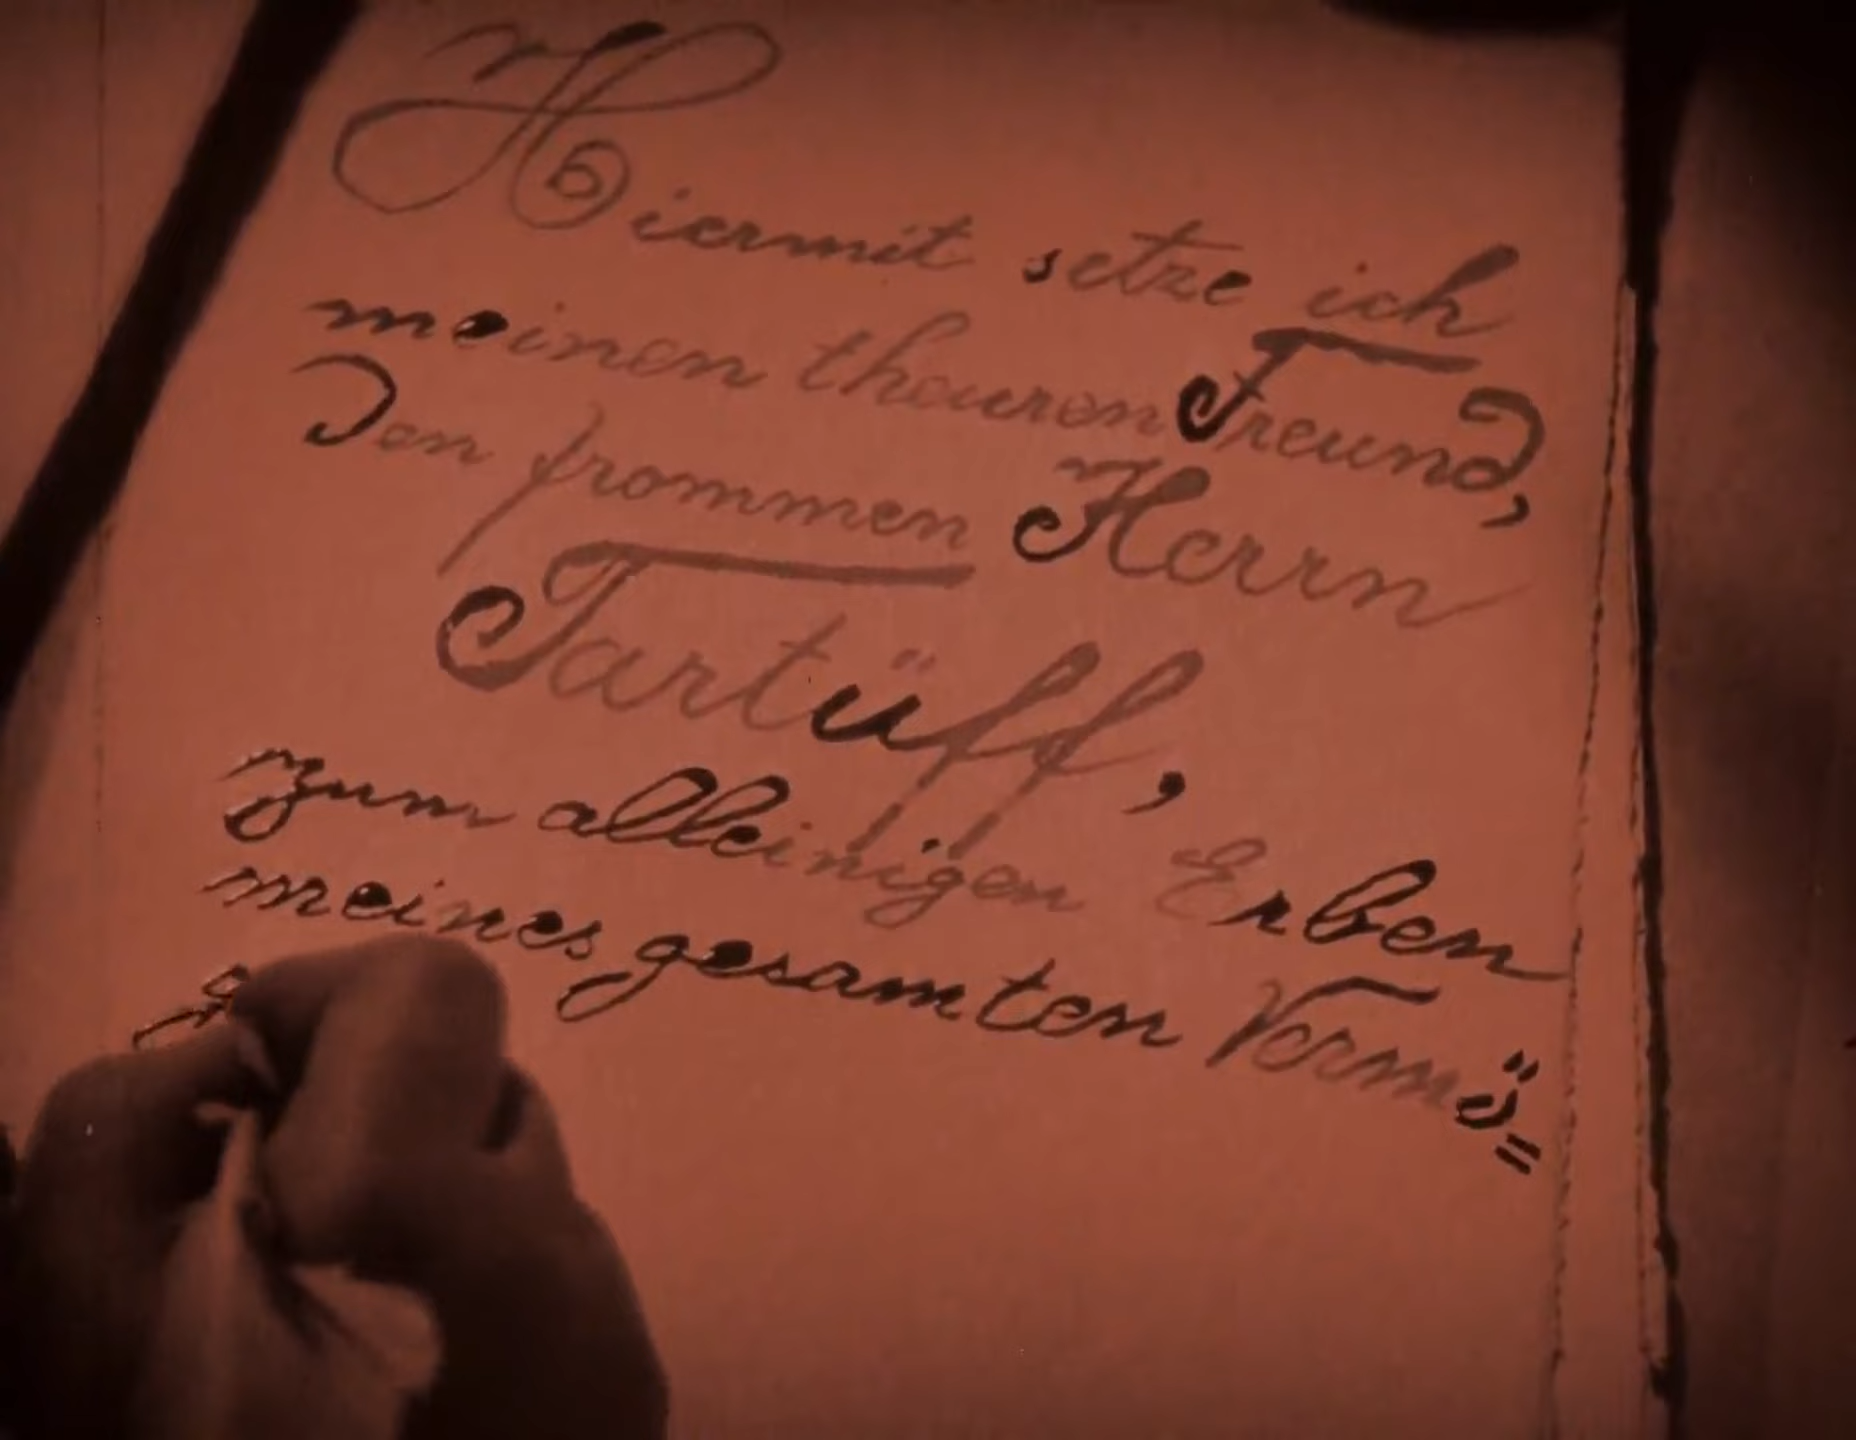 Hiermit setze ich
meinen theuren Freund,
Den frommen Herrn
Tartüff,
zum alleinigen Erben
meines gesamten Vermö=
g